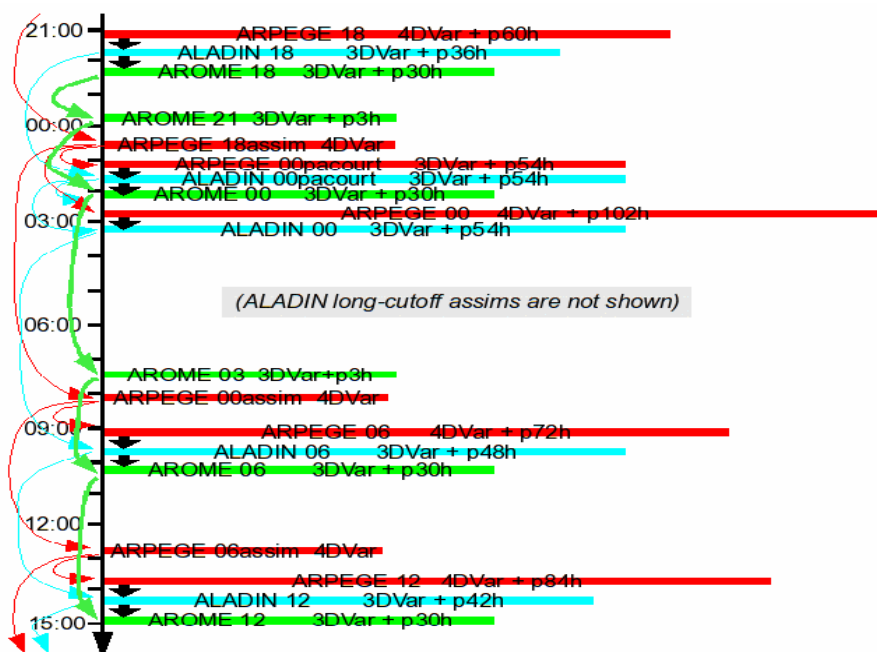 21:00
ARPEGE 18 4DVar + p60h
ALADIN 18 3DVar + p36h
AROME 18 3DVar + p30h
AROME 21 3DVar + p3h
00:00
ARPEGE 18assim 4DVar
ARPEGE 00pacourt 3DVar + p54h
ALADIN 00pacourt 3DVar + p54h
AROME 00 3DVar + p30h
ARPEGE 00 4DVar + p102h
03:00
ALADIN 00 3DVar + p54h
(ALADIN long-cutoff assims are not shown)
06:00
AROME 03 3DVar+p3h
ARPEGE 00assim 4DVar
09:00
ARPEGE 06 4DVar + p72h
ALADIN 06 3DVar + p48h
AROME 06 3DVar + p30h
12:00
ARPEGE 06assim 4DVar
ARPEGE 12 4DVar + p84h
ALADIN 12 3DVar + p42h
AROME 12 3DVar + p30h
15:00